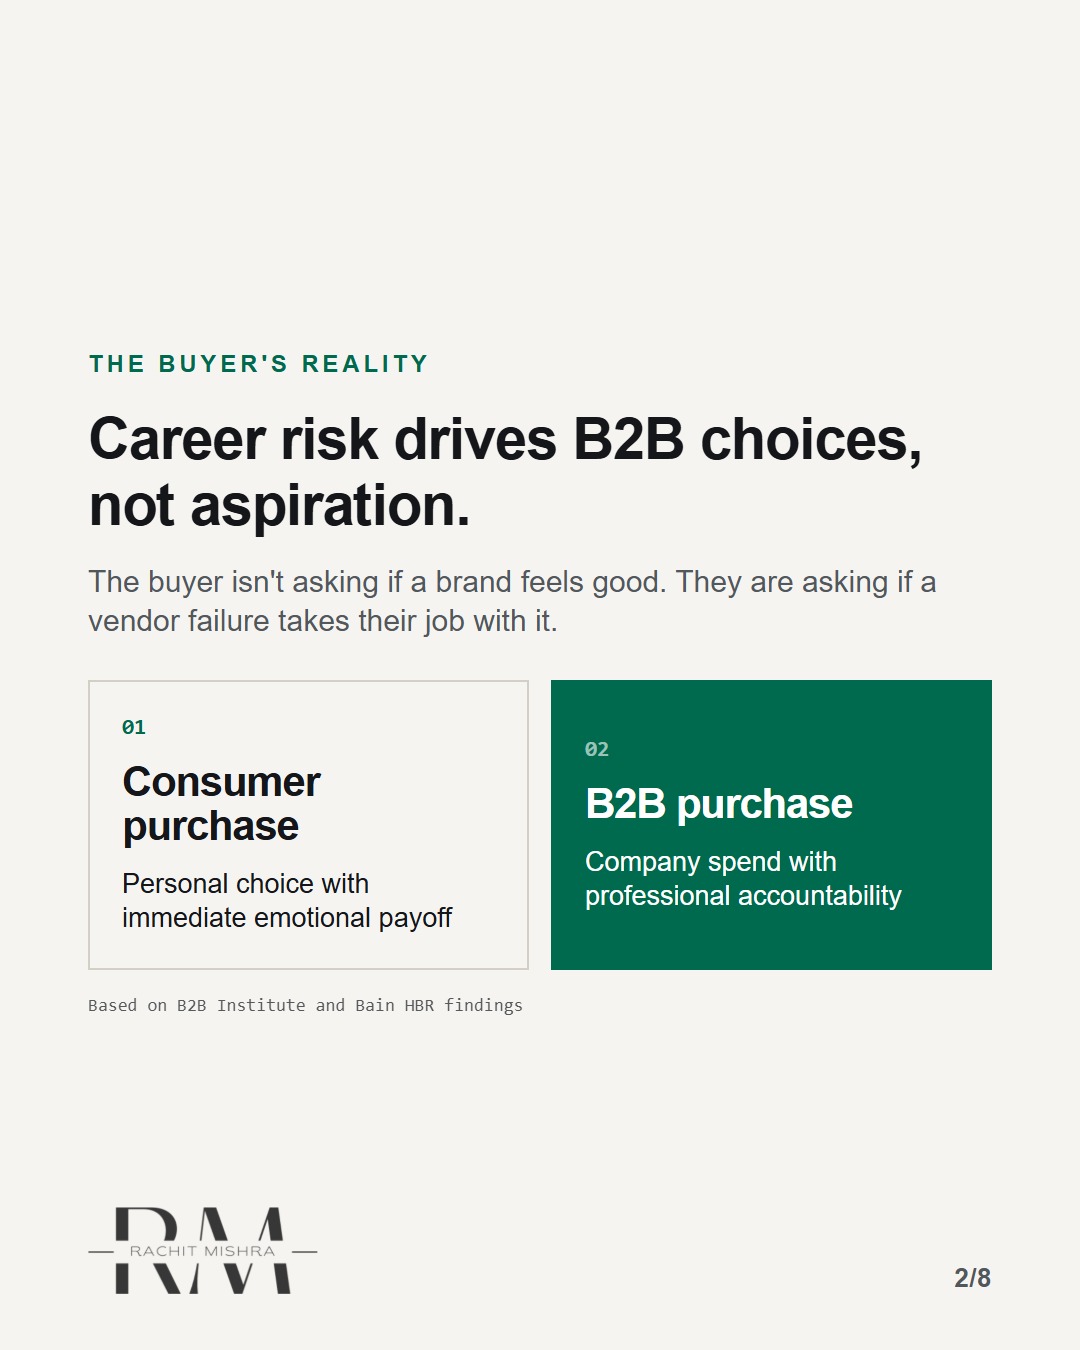 THE BUYER'S REALITY
Career risk drives B2B choices,
not aspiration.
The buyer isn't asking if a brand feels good. They are asking if a
vendor failure takes their job with it.
01
Consumer
purchase
Personal choice with
immediate emotional payoff
02
B2B purchase
Company spend with
professional accountability
Based on B2B Institute and Bain HBR findings
RM
RACHIT MISHRA
2/8